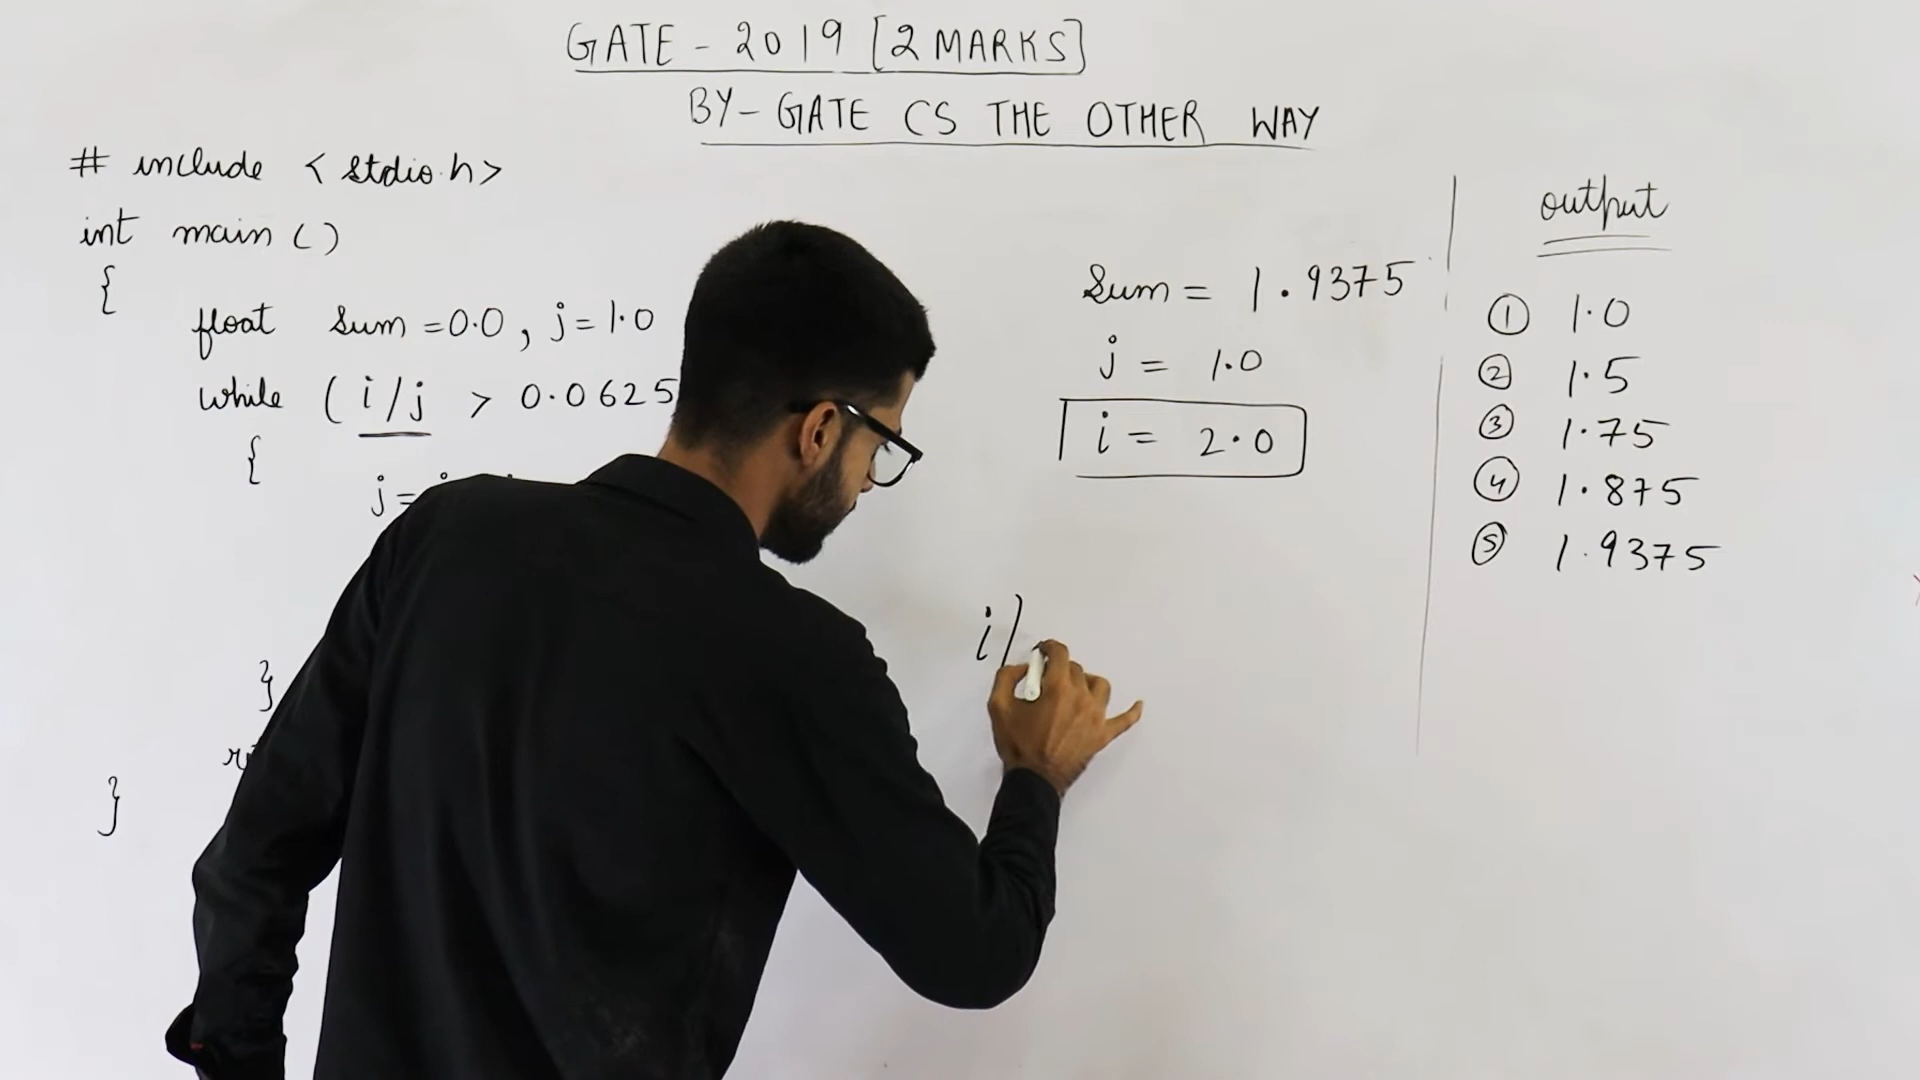 GATE - 2019 [2 MARKS]
BY - GATE CS THE OTHER WAY
# include < stdio.h>
int main ()
{
float sum = 0.0, j = 1.0
while ( i/j > 0.0625
{
j =
}
}
Sum = 1.9375
j = 1.0
i = 2.0
i/
output
① 1.0
② 1.5
③ 1.75
④ 1.875
⑤ 1.9375